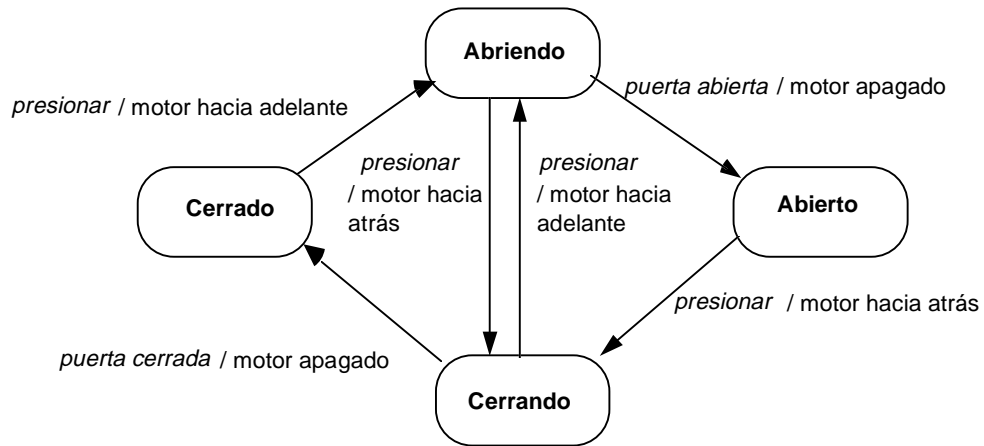 Abriendo
puerta abierta / motor apagado
presionar / motor hacia adelante
presionar
/ motor hacia
atrás
presionar
/ motor hacia
adelante
Cerrado
Abierto
presionar / motor hacia atrás
puerta cerrada / motor apagado
Cerrando